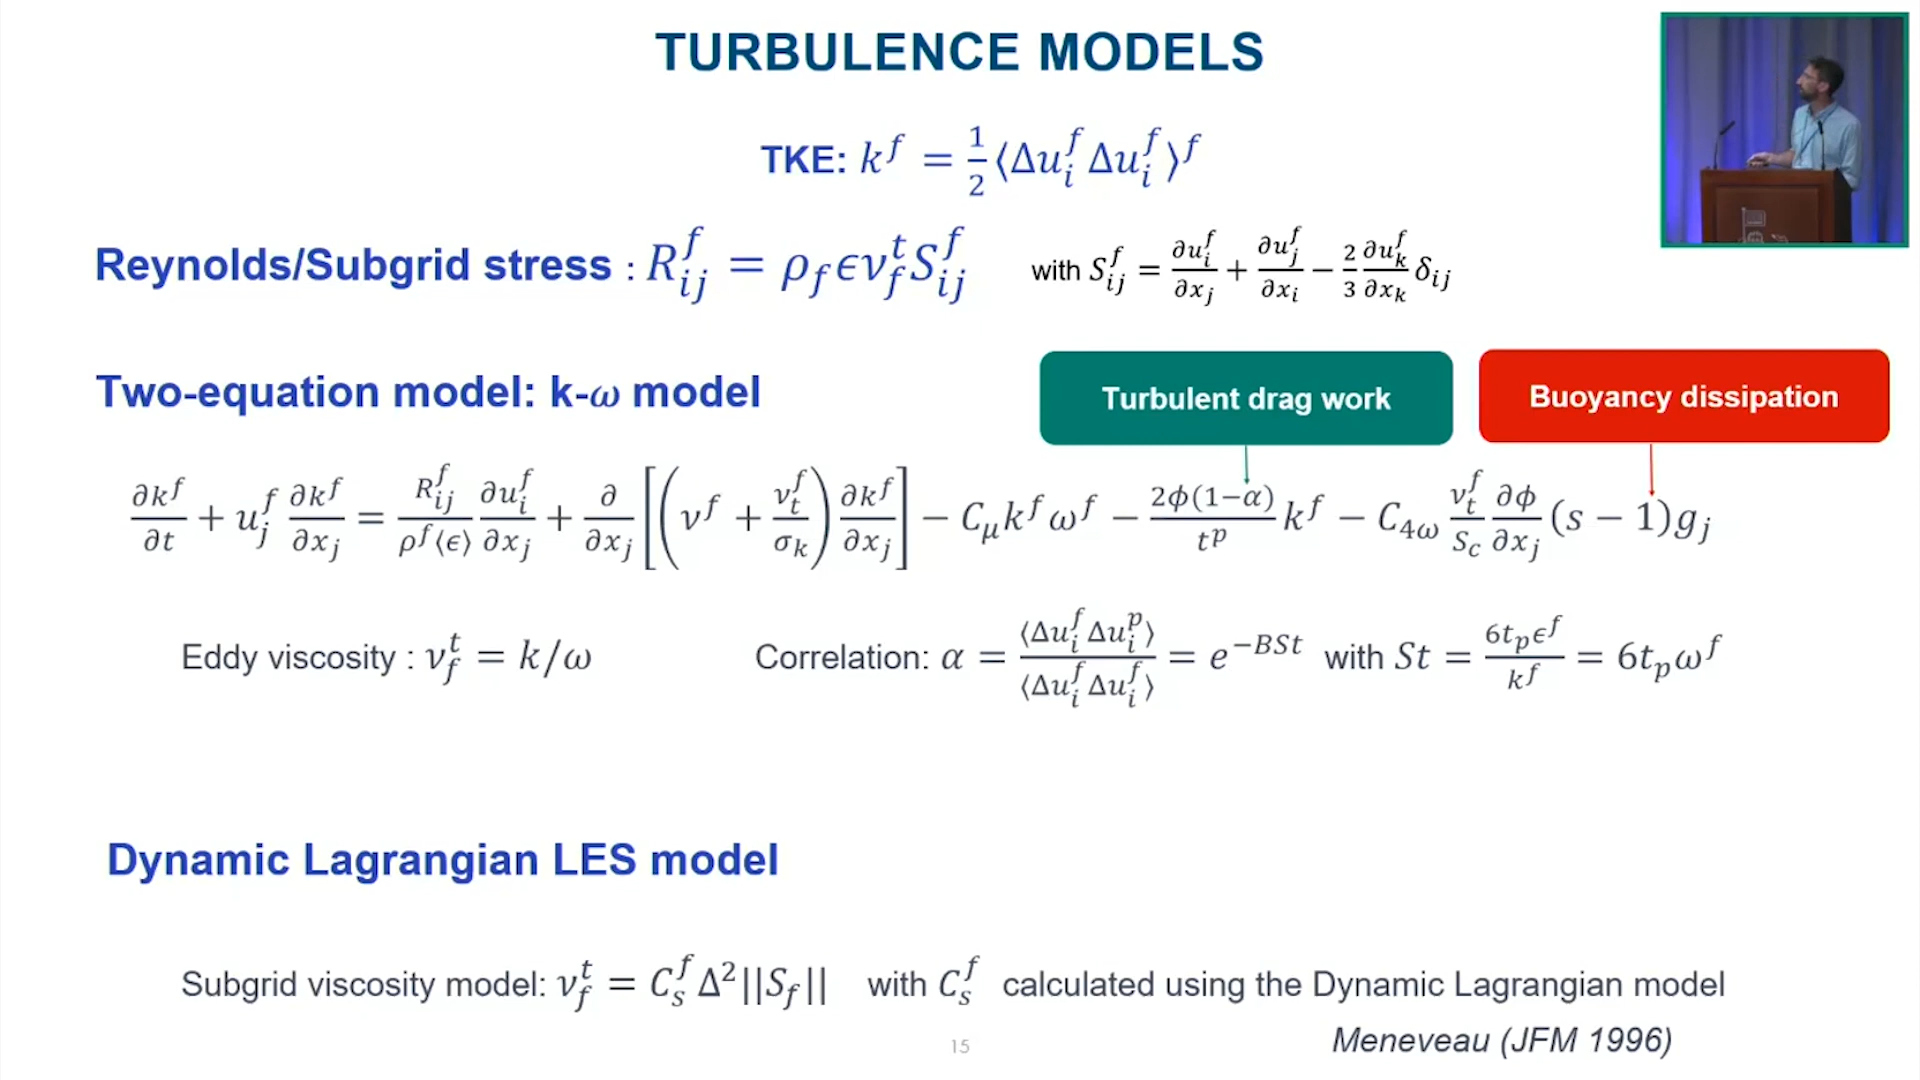 TURBULENCE MODELS
TKE: k^f = 1/2 ⟨Δu_i^f Δu_i^f⟩^f
Reynolds/Subgrid stress : R_ij^f = ρ_f ϵ ν_f^t S_ij^f with S_ij^f = ∂u_i^f/∂x_j + ∂u_j^f/∂x_i − 2/3 ∂u_k^f/∂x_k δ_ij
Two-equation model: k-ω model
Turbulent drag work
Buoyancy dissipation
∂k^f/∂t + u_j^f ∂k^f/∂x_j = R_ij^f/(ρ^f⟨ϵ⟩) ∂u_i^f/∂x_j + ∂/∂x_j [(ν^f + ν_t^f/σ_k) ∂k^f/∂x_j] − C_μ k^f ω^f − 2ϕ(1−α)/t^p k^f − C_4ω ν_t^f/S_c ∂ϕ/∂x_j (s − 1)g_j
Eddy viscosity : ν_f^t = k/ω
Correlation: α = ⟨Δu_i^f Δu_i^p⟩/⟨Δu_i^f Δu_i^f⟩ = e^−BSt with St = 6t_p ϵ^f/k^f = 6t_p ω^f
Dynamic Lagrangian LES model
Subgrid viscosity model: ν_f^t = C_s^f Δ^2||S_f|| with C_s^f calculated using the Dynamic Lagrangian model
Meneveau (JFM 1996)
15